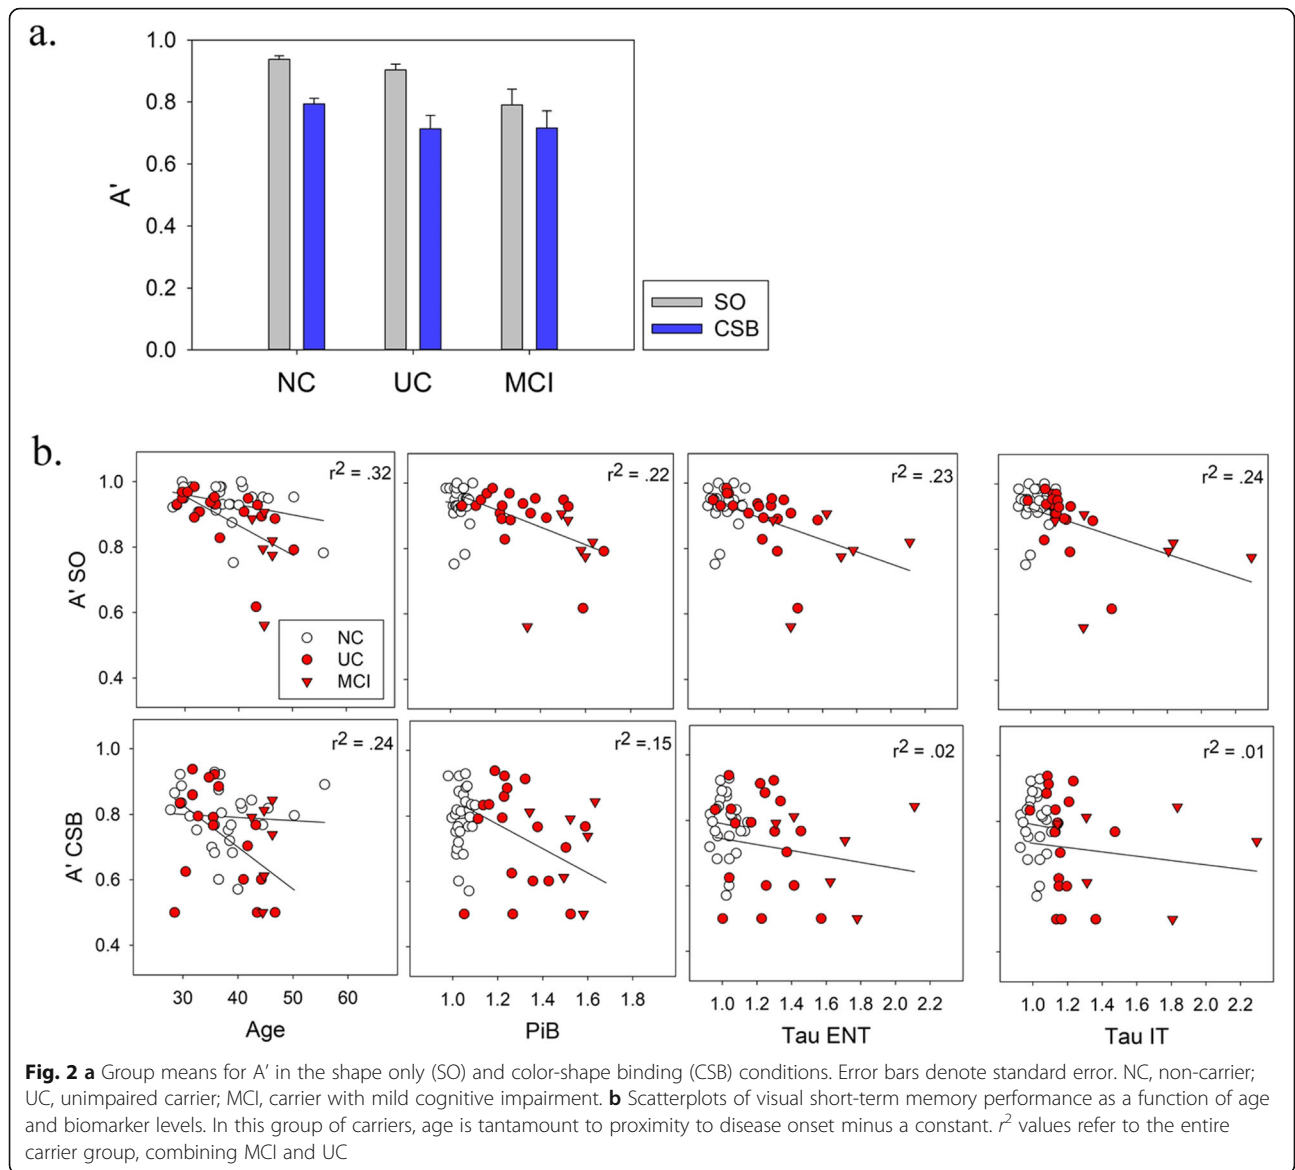 a.
1.0
0.8
0.6
0.4
0.2
0.0
A'
NC UC MCI
SO
CSB
b.
r² = .32
r² = .22
r² = .23
r² = .24
1.0
0.8
0.6
0.4
A' SO
NC
UC
MCI
r² = .24
r² =.15
r² = .02
r² = .01
1.0
0.8
0.6
0.4
A' CSB
30 40 50 60
1.0 1.2 1.4 1.6 1.8
1.0 1.2 1.4 1.6 1.8 2.0 2.2
1.0 1.2 1.4 1.6 1.8 2.0 2.2
Age
PiB
Tau ENT
Tau IT
Fig. 2 a Group means for A′ in the shape only (SO) and color-shape binding (CSB) conditions. Error bars denote standard error. NC, non-carrier;
UC, unimpaired carrier; MCI, carrier with mild cognitive impairment. b Scatterplots of visual short-term memory performance as a function of age
and biomarker levels. In this group of carriers, age is tantamount to proximity to disease onset minus a constant. r² values refer to the entire
carrier group, combining MCI and UC